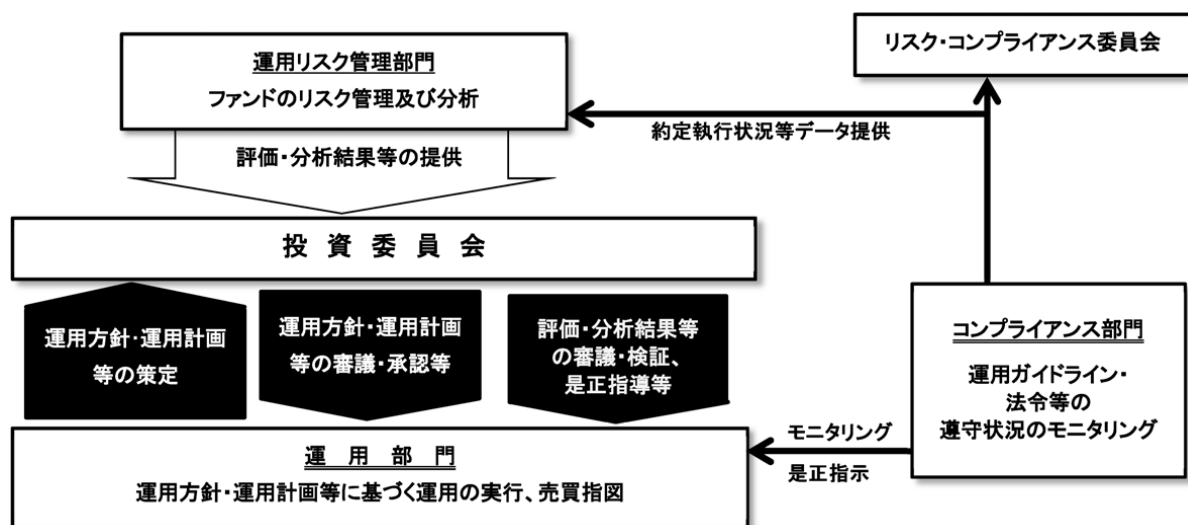 リスク・コンプライアンス委員会
運用リスク管理部門
ファンドのリスク管理及び分析
約定執行状況等データ提供
評価・分析結果等の提供
投資委員会
運用方針・運用計画
等の策定
運用方針・運用計画
等の審議・承認等
評価・分析結果等
の審議・検証、
是正指導等
コンプライアンス部門
運用ガイドライン・
法令等の
遵守状況のモニタリング
モニタリング
是正指示
運用部門
運用方針・運用計画等に基づく運用の実行、売買指図